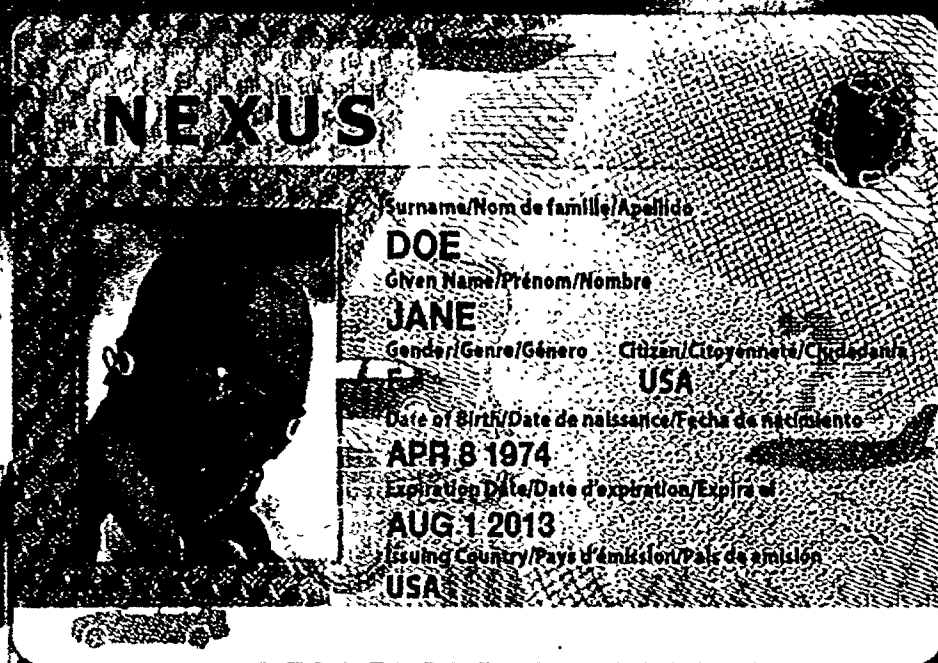 NEXUS
Surname/Nom de famille/Apellido
DOE
Given Name/Prénom/Nombre
JANE
Gender/Genre/Género Citizen/Citoyenneté/Ciudadanía
F USA
Date of Birth/Date de naissance/Fecha de nacimiento
APR 8 1974
Expiration Date/Date d'expiration/Expira el
AUG 1 2013
Issuing Country/Pays d'émission/País de emisión
USA